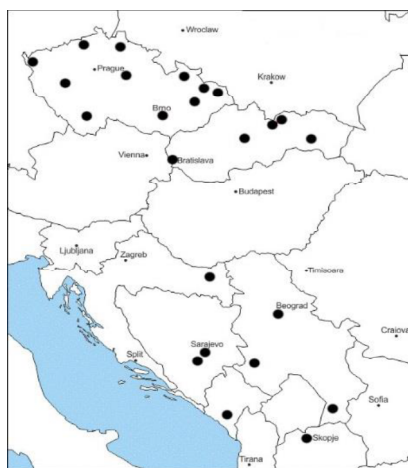 Wroclaw
Prague
Krakow
Brno
Vienna
Bratislava
Budapest
Ljubljana
Zagreb
Timisoara
Beograd
Craiova
Sarajevo
Split
Sofia
Skopje
Tirana